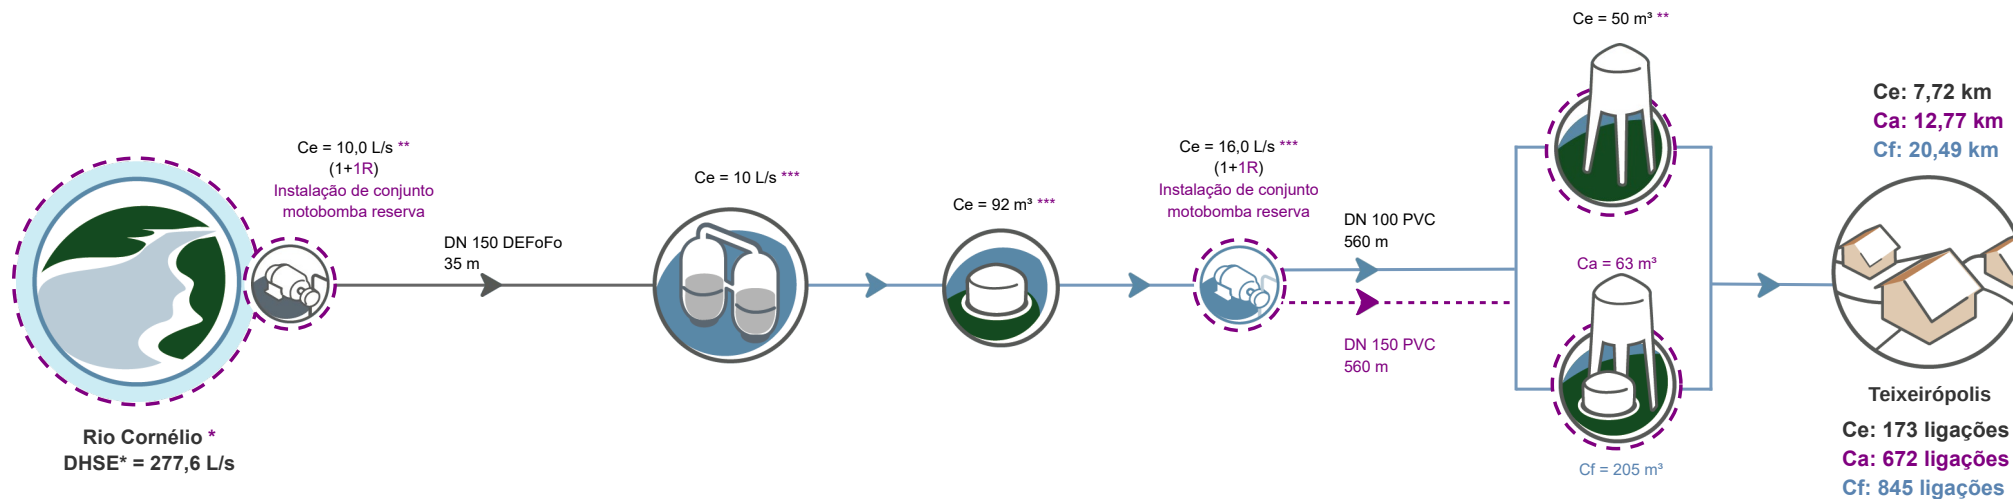 Rio Cornélio *
DHSE* = 277,6 L/s
Ce = 10,0 L/s **
(1+1R)
Instalação de conjunto
motobomba reserva
DN 150 DEFoFo
35 m
Ce = 10 L/s ***
Ce = 92 m³ ***
Ce = 16,0 L/s ***
(1+1R)
Instalação de conjunto
motobomba reserva
DN 100 PVC
560 m
DN 150 PVC
560 m
Ce = 50 m³ **
Ca = 63 m³
Cf = 205 m³
Ce: 7,72 km
Ca: 12,77 km
Cf: 20,49 km
Teixeirópolis
Ce: 173 ligações
Ca: 672 ligações
Cf: 845 ligações